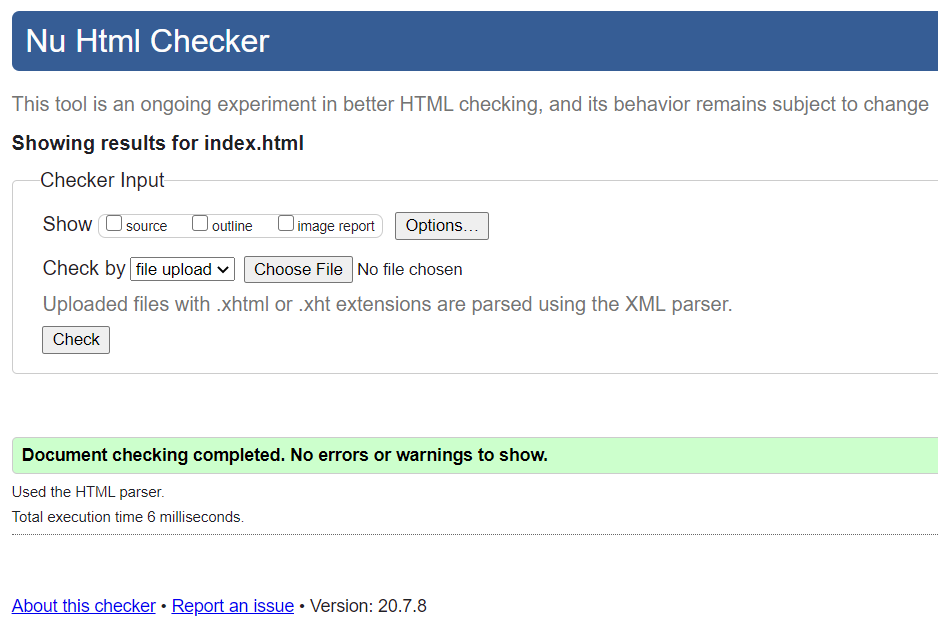 Nu Html Checker
This tool is an ongoing experiment in better HTML checking, and its behavior remains subject to change
Showing results for index.html
Checker Input
Show source outline image report Options...
Check by file upload Choose File No file chosen
Uploaded files with .xhtml or .xht extensions are parsed using the XML parser.
Check
Document checking completed. No errors or warnings to show.
Used the HTML parser.
Total execution time 6 milliseconds.
About this checker • Report an issue • Version: 20.7.8